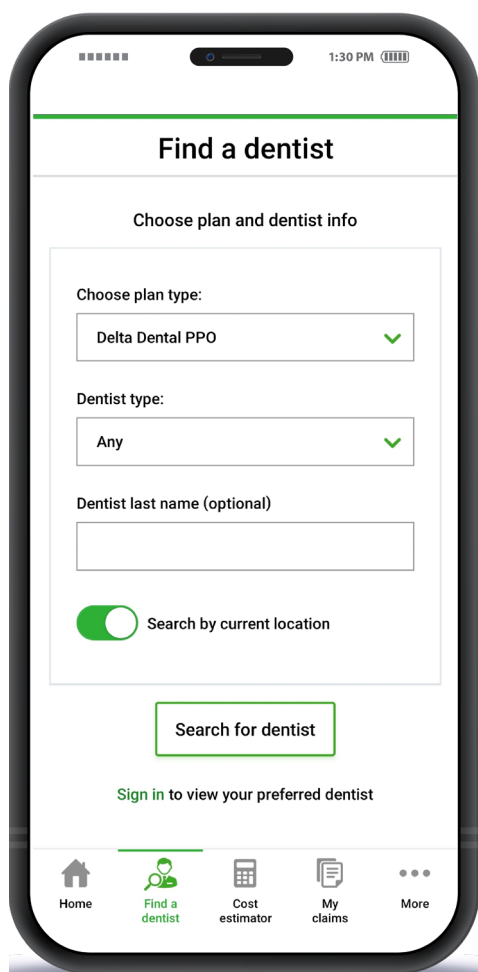 1:30 PM
Find a dentist
Choose plan and dentist info
Choose plan type:
Delta Dental PPO
Dentist type:
Any
Dentist last name (optional)
Search by current location
Search for dentist
Sign in to view your preferred dentist
Home
Find a
dentist
Cost
estimator
My
claims
More